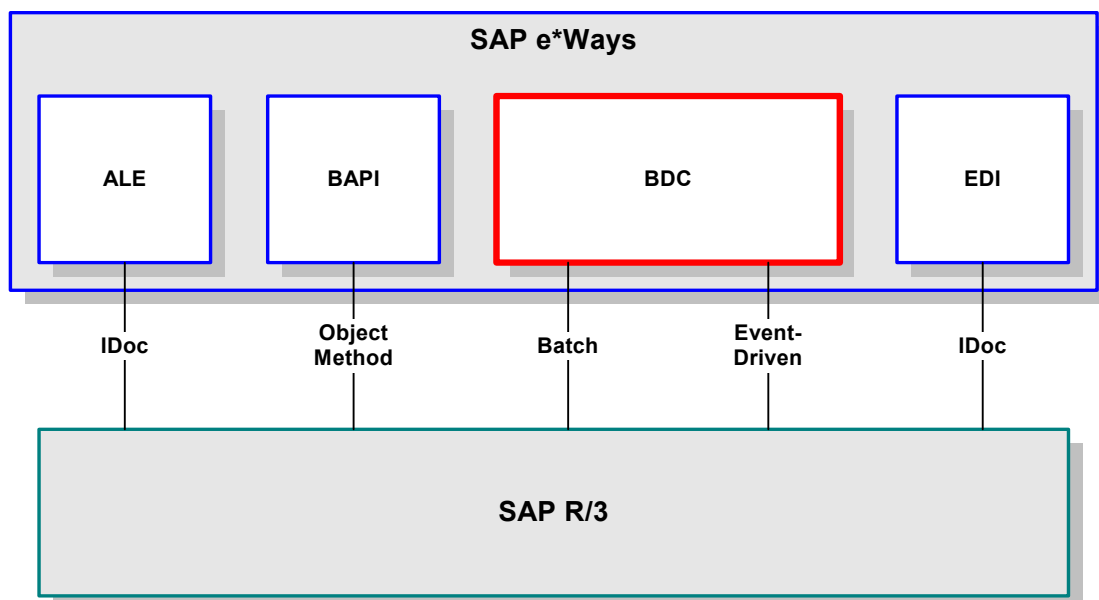 SAP e*Ways
ALE
BAPI
BDC
EDI
IDoc
Object
Method
Batch
Event-
Driven
IDoc
SAP R/3